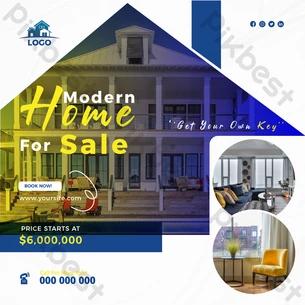 LOGO
Modern
Home
For Sale
"Get Your Own Key"
BOOK NOW!
www.yoursite.com
PRICE STARTS AT
$6,000,000
000 000 000
pikbest